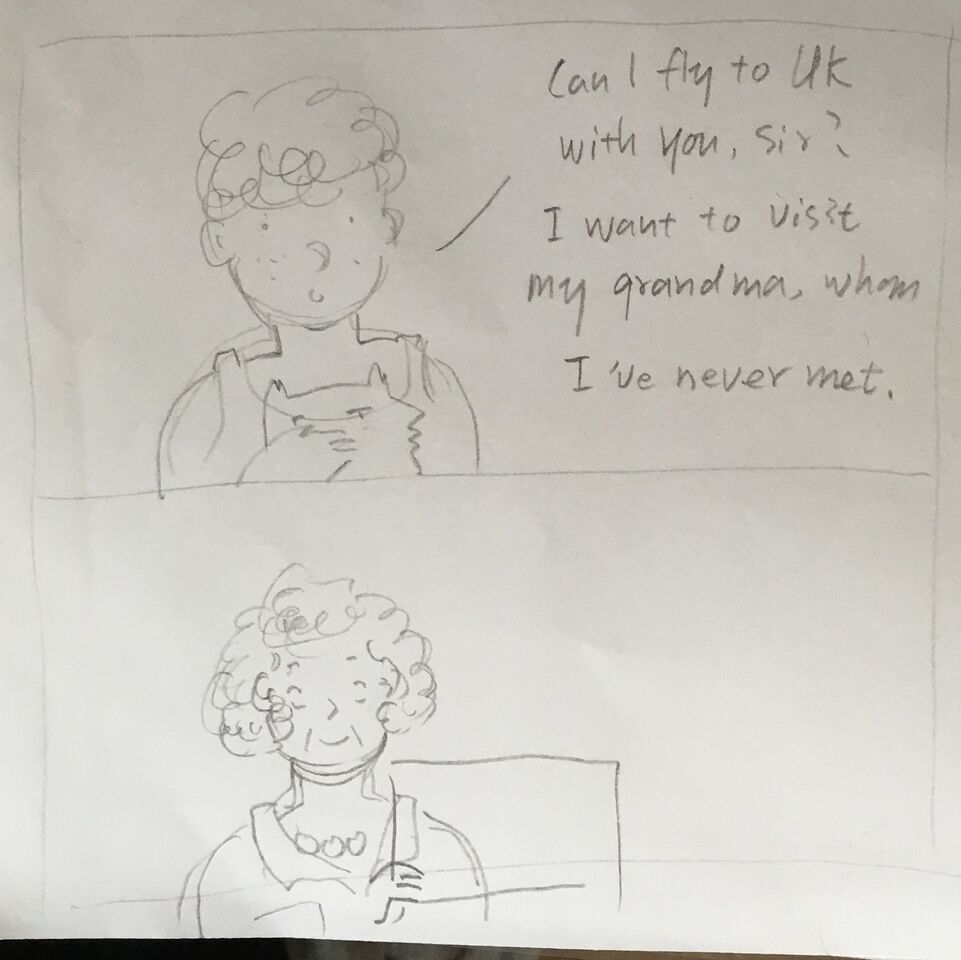 Can I fly to UK
with you, sir?
I want to visit
my grandma, whom
I've never met.